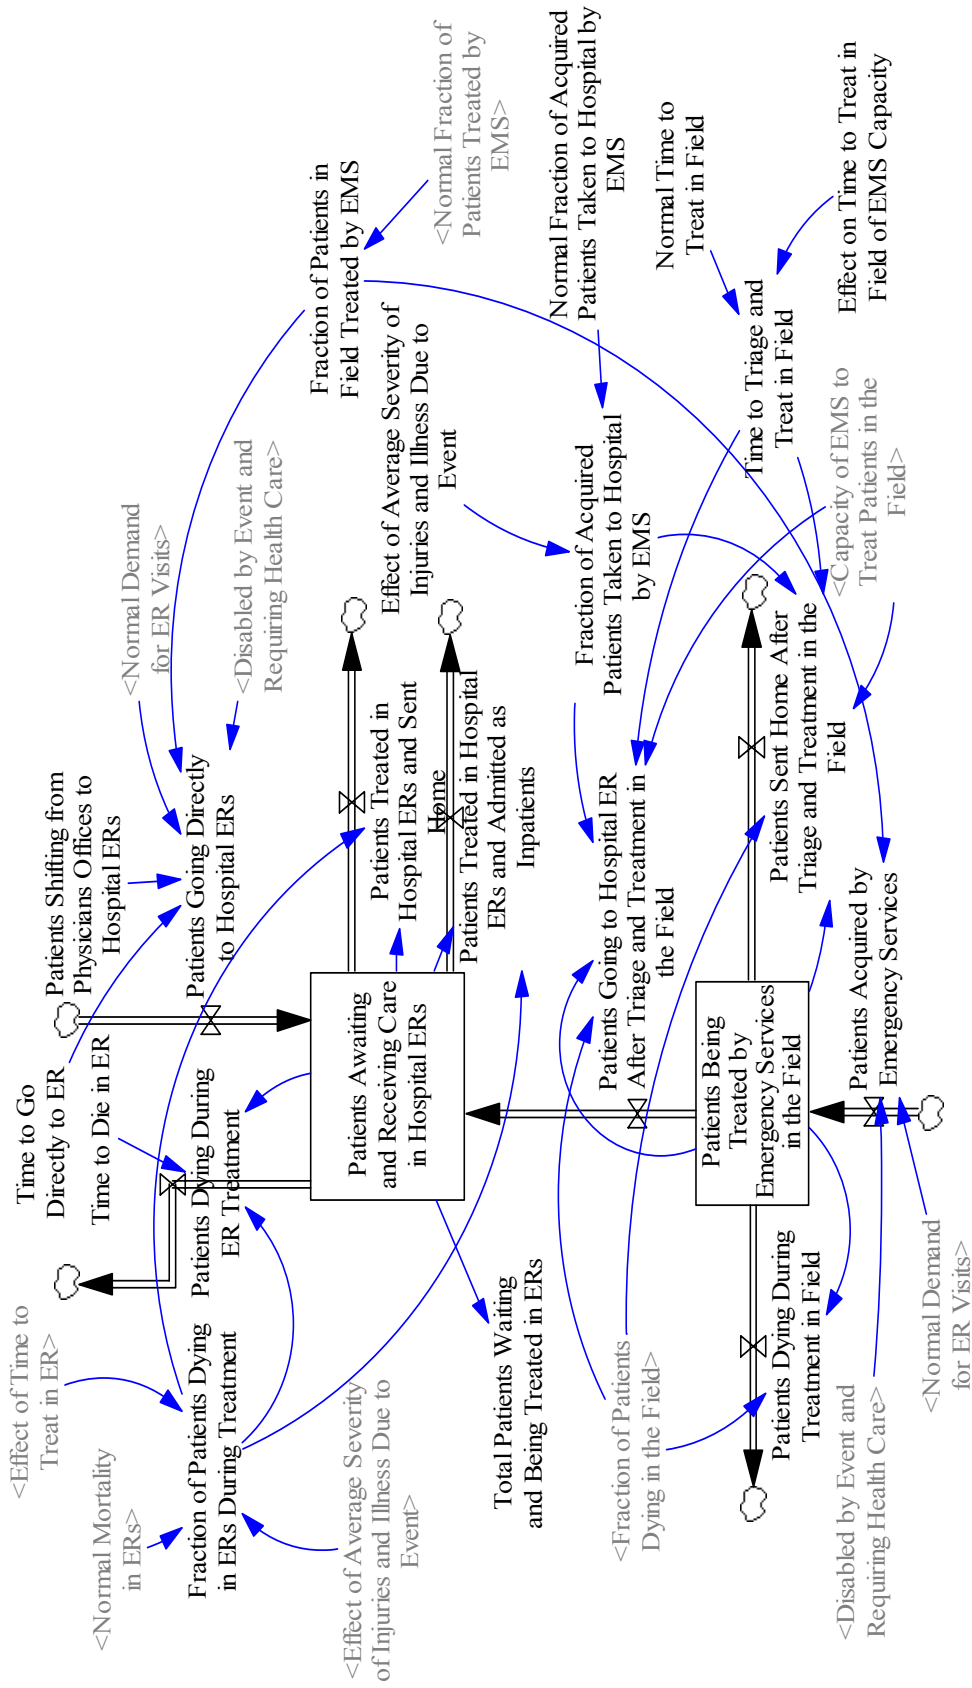 <Effect of Time to
Treat in ER>
<Normal Mortality
in ERs>
Fraction of Patients Dying
in ERs During Treatment
<Effect of Average Severity
of Injuries and Illness Due to
Event>
Time to Go
Directly to ER
Time to Die in ER
Patients Dying During
ER Treatment
Patients Shifting from
Physicians Offices to
Hospital ERs
<Normal Demand
for ER Visits>
Patients Going Directly
to Hospital ERs
<Disabled by Event and
Requiring Health Care>
Fraction of Patients in
Field Treated by EMS
<Normal Fraction of
Patients Treated by
EMS>
Patients Awaiting
and Receiving Care
in Hospital ERs
Patients Treated in
Hospital ERs and Sent
Home
Patients Treated in Hospital
ERs and Admitted as
Inpatients
Effect of Average Severity of
Injuries and Illness Due to
Event
Total Patients Waiting
and Being Treated in ERs
Normal Fraction of Acquired
Patients Taken to Hospital by
EMS
Fraction of Acquired
Patients Taken to Hospital
by EMS
Patients Going to Hospital ER
After Triage and Treatment in
the Field
<Fraction of Patients
Dying in the Field>
Normal Time to
Treat in Field
Time to Triage and
Treat in Field
Effect on Time to Treat in
Field of EMS Capacity
<Capacity of EMS to
Treat Patients in the
Field>
Patients Being
Treated by
Emergency Services
in the Field
Patients Sent Home After
Triage and Treatment in the
Field
Patients Dying During
Treatment in Field
Patients Acquired by
Emergency Services
<Disabled by Event and
Requiring Health Care>
<Normal Demand
for ER Visits>